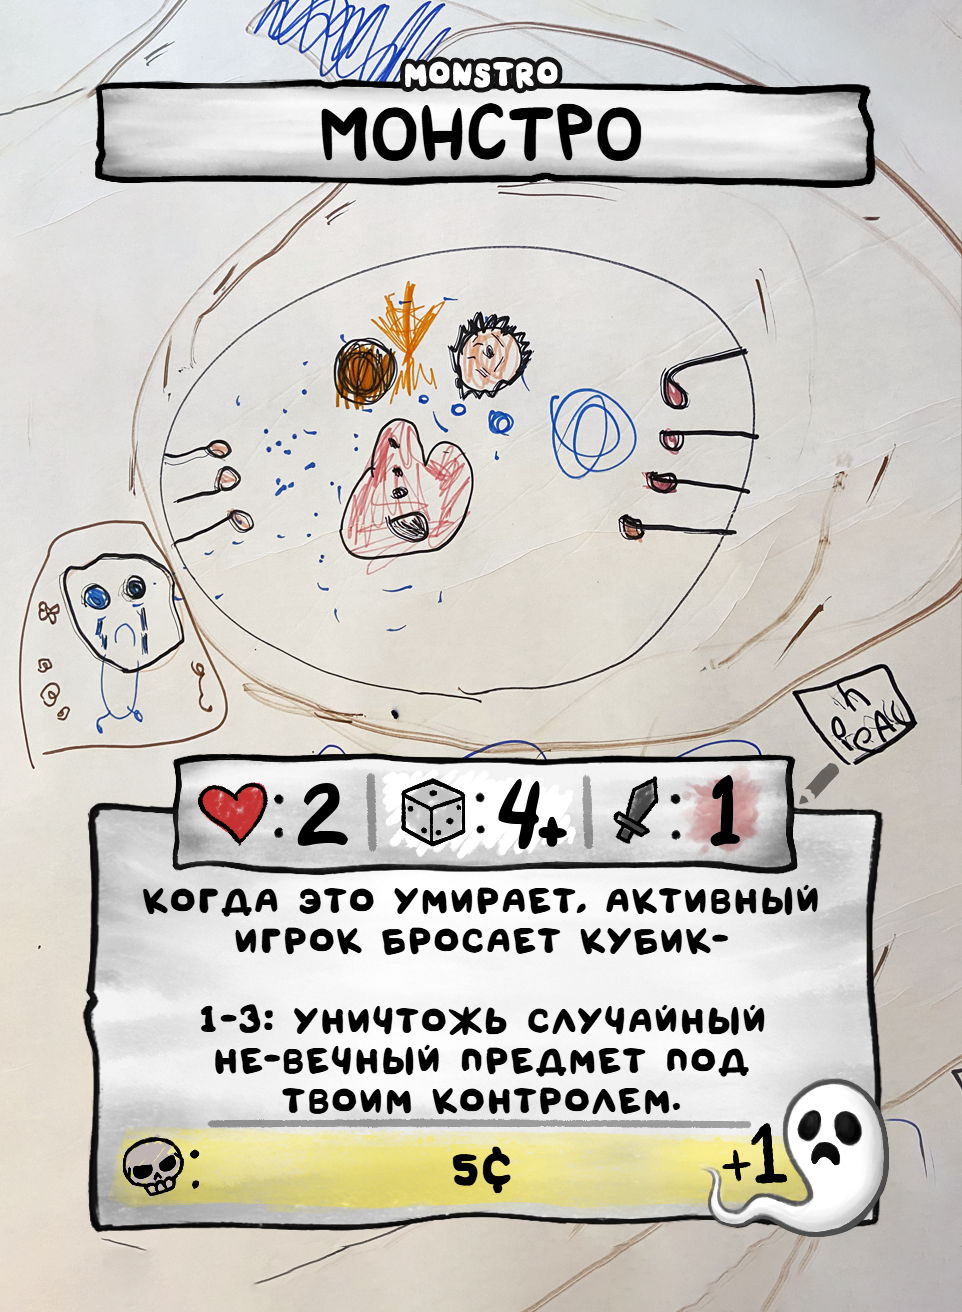 MONSTRO
МОНСТРО
: 2 : 4+ : 1
КОГДА ЭТО УМИРАЕТ, АКТИВНЫЙ
ИГРОК БРОСАЕТ КУБИК-
1-3: УНИЧТОЖЬ СЛУЧАЙНЫЙ
НЕ-ВЕЧНЫЙ ПРЕДМЕТ ПОД
ТВОИМ КОНТРОЛЕМ.
: 5¢ +1